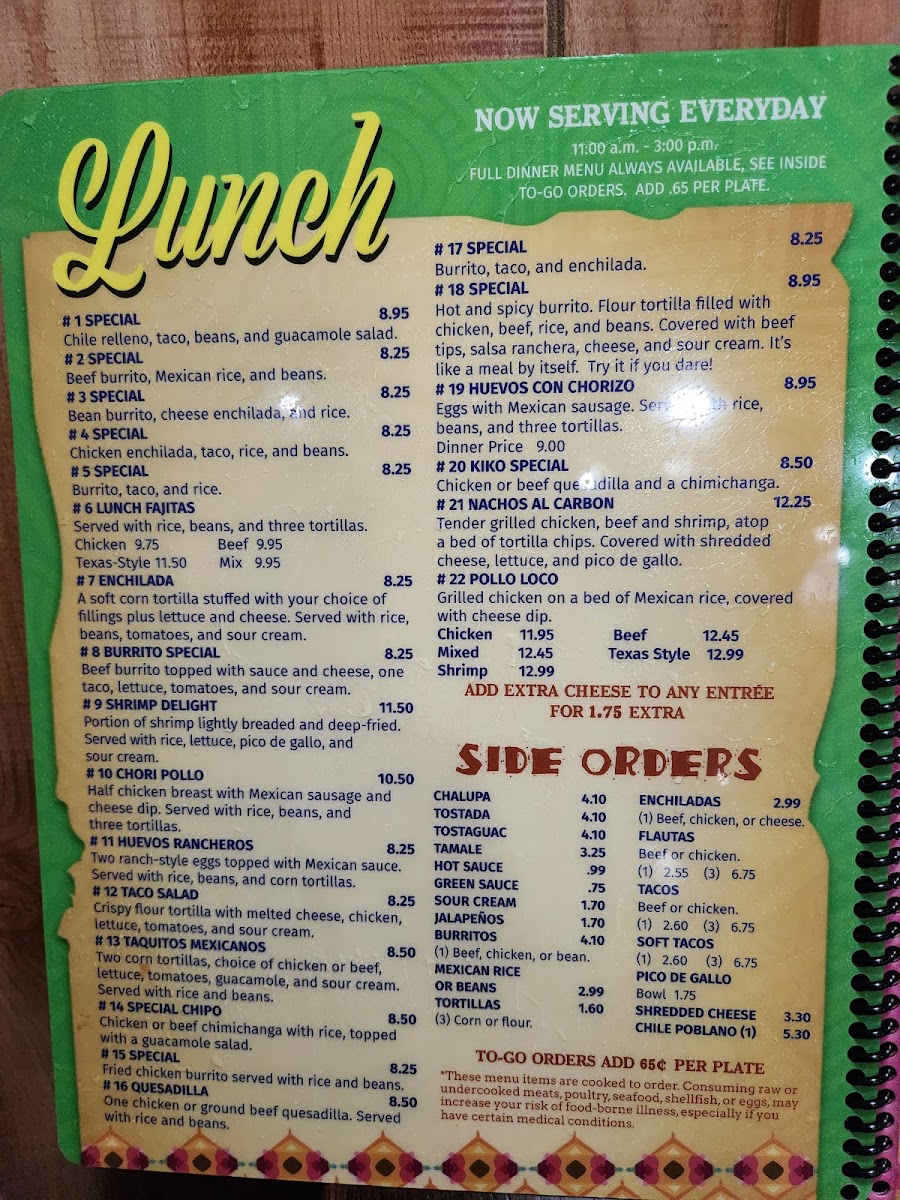 Lunch
NOW SERVING EVERYDAY
11:00 a.m. - 3:00 p.m.
FULL DINNER MENU ALWAYS AVAILABLE, SEE INSIDE
TO-GO ORDERS. ADD .65 PER PLATE.
# 1 SPECIAL 8.95
Chile relleno, taco, beans, and guacamole salad.
# 2 SPECIAL 8.25
Beef burrito, Mexican rice, and beans.
# 3 SPECIAL 8.25
Bean burrito, cheese enchilada, and rice.
# 4 SPECIAL 8.25
Chicken enchilada, taco, rice, and beans.
# 5 SPECIAL 8.25
Burrito, taco, and rice.
# 6 LUNCH FAJITAS
Served with rice, beans, and three tortillas.
Chicken 9.75 Beef 9.95
Texas-Style 11.50 Mix 9.95
# 7 ENCHILADA 8.25
A soft corn tortilla stuffed with your choice of
fillings plus lettuce and cheese. Served with rice,
beans, tomatoes, and sour cream.
# 8 BURRITO SPECIAL 8.25
Beef burrito topped with sauce and cheese, one
taco, lettuce, tomatoes, and sour cream.
# 9 SHRIMP DELIGHT 11.50
Portion of shrimp lightly breaded and deep-fried.
Served with rice, lettuce, pico de gallo, and
sour cream.
# 10 CHORI POLLO 10.50
Half chicken breast with Mexican sausage and
cheese dip. Served with rice, beans, and
three tortillas.
# 11 HUEVOS RANCHEROS 8.25
Two ranch-style eggs topped with Mexican sauce.
Served with rice, beans, and corn tortillas.
# 12 TACO SALAD 8.25
Crispy flour tortilla with melted cheese, chicken,
lettuce, tomatoes, and sour cream.
# 13 TAQUITOS MEXICANOS 8.50
Two corn tortillas, choice of chicken or beef,
lettuce, tomatoes, guacamole, and sour cream.
Served with rice and beans.
# 14 SPECIAL CHIPO 8.50
Chicken or beef chimichanga with rice, topped
with a guacamole salad.
# 15 SPECIAL 8.25
Fried chicken burrito served with rice and beans.
# 16 QUESADILLA 8.50
One chicken or ground beef quesadilla. Served
with rice and beans.
# 17 SPECIAL 8.25
Burrito, taco, and enchilada.
# 18 SPECIAL 8.95
Hot and spicy burrito. Flour tortilla filled with
chicken, beef, rice, and beans. Covered with beef
tips, salsa ranchera, cheese, and sour cream. It's
like a meal by itself. Try it if you dare!
# 19 HUEVOS CON CHORIZO 8.95
Eggs with Mexican sausage. Served with rice,
beans, and three tortillas.
Dinner Price 9.00
# 20 KIKO SPECIAL 8.50
Chicken or beef quesadilla and a chimichanga.
# 21 NACHOS AL CARBON 12.25
Tender grilled chicken, beef and shrimp, atop
a bed of tortilla chips. Covered with shredded
cheese, lettuce, and pico de gallo.
# 22 POLLO LOCO
Grilled chicken on a bed of Mexican rice, covered
with cheese dip.
Chicken 11.95 Beef 12.45
Mixed 12.45 Texas Style 12.99
Shrimp 12.99
ADD EXTRA CHEESE TO ANY ENTRÉE
FOR 1.75 EXTRA
SIDE ORDERS
CHALUPA 4.10
TOSTADA 4.10
TOSTAGUAC 4.10
TAMALE 3.25
HOT SAUCE .99
GREEN SAUCE .75
SOUR CREAM 1.70
JALAPEÑOS 1.70
BURRITOS 4.10
(1) Beef, chicken, or bean.
MEXICAN RICE
OR BEANS 2.99
TORTILLAS 1.60
(3) Corn or flour.
ENCHILADAS 2.99
(1) Beef, chicken, or cheese.
FLAUTAS
Beef or chicken.
(1) 2.55 (3) 6.75
TACOS
Beef or chicken.
(1) 2.60 (3) 6.75
SOFT TACOS
(1) 2.60 (3) 6.75
PICO DE GALLO
Bowl 1.75
SHREDDED CHEESE 3.30
CHILE POBLANO (1) 5.30
TO-GO ORDERS ADD 65¢ PER PLATE
*These menu items are cooked to order. Consuming raw or
undercooked meats, poultry, seafood, shellfish, or eggs, may
increase your risk of food-borne illness, especially if you
have certain medical conditions.